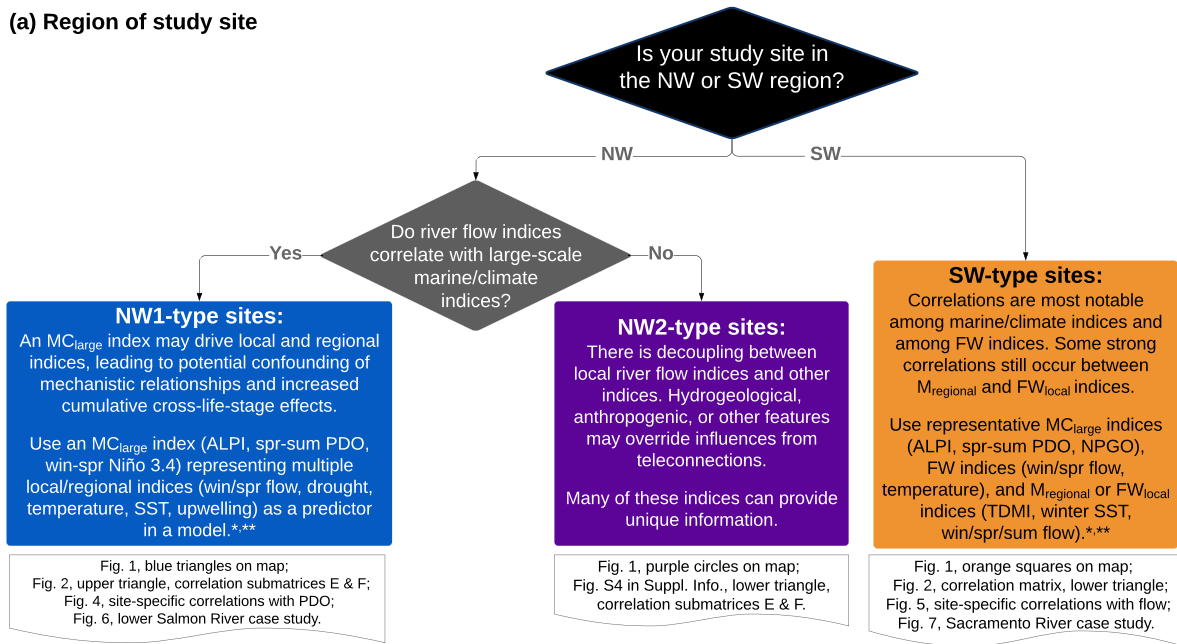 (a) Region of study site
Is your study site in
the NW or SW region?
NW
SW
Do river flow indices
correlate with large-scale
marine/climate
indices?
Yes
No
NW1-type sites:
An MClarge index may drive local and regional
indices, leading to potential confounding of
mechanistic relationships and increased
cumulative cross-life-stage effects.
Use an MClarge index (ALPI, spr-sum PDO,
win-spr Niño 3.4) representing multiple
local/regional indices (win/spr flow, drought,
temperature, SST, upwelling) as a predictor
in a model.*,**
Fig. 1, blue triangles on map;
Fig. 2, upper triangle, correlation submatrices E & F;
Fig. 4, site-specific correlations with PDO;
Fig. 6, lower Salmon River case study.
NW2-type sites:
There is decoupling between
local river flow indices and other
indices. Hydrogeological,
anthropogenic, or other features
may override influences from
teleconnections.
Many of these indices can provide
unique information.
Fig. 1, purple circles on map;
Fig. S4 in Suppl. Info., lower triangle,
correlation submatrices E & F.
SW-type sites:
Correlations are most notable
among marine/climate indices and
among FW indices. Some strong
correlations still occur between
Mregional and FWlocal indices.
Use representative MClarge indices
(ALPI, spr-sum PDO, NPGO),
FW indices (win/spr flow,
temperature), and Mregional or FWlocal
indices (TDMI, winter SST,
win/spr/sum flow).*,**
Fig. 1, orange squares on map;
Fig. 2, correlation matrix, lower triangle;
Fig. 5, site-specific correlations with flow;
Fig. 7, Sacramento River case study.